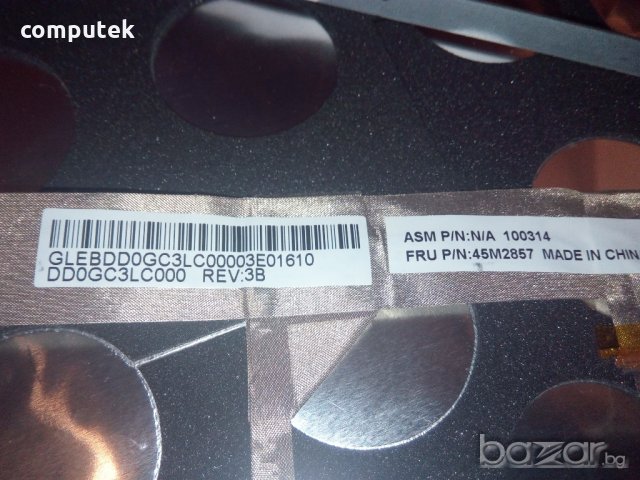 computek
GLEBDD0GC3LC00003E01610
DD0GC3LC000 REV:3B
ASM P/N:N/A 100314
FRU P/N:45M2857 MADE IN CHIN
bazar.bg